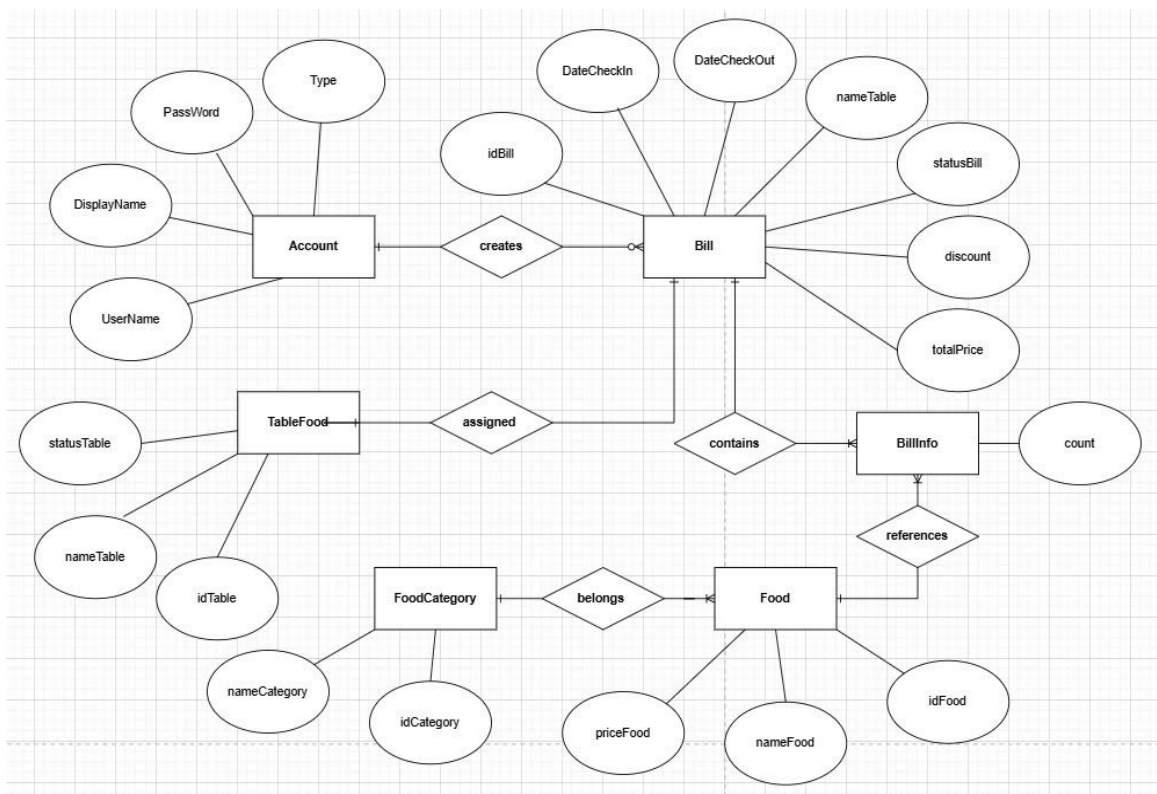 DateCheckIn
DateCheckOut
Type
nameTable
PassWord
idBill
statusBill
DisplayName
Account
creates
Bill
discount
UserName
totalPrice
TableFood
assigned
statusTable
contains
BillInfo
count
nameTable
references
idTable
FoodCategory
belongs
Food
nameCategory
idCategory
priceFood
nameFood
idFood